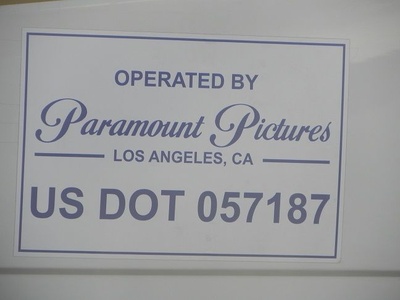 OPERATED BY
Paramount Pictures
LOS ANGELES, CA
US DOT 057187